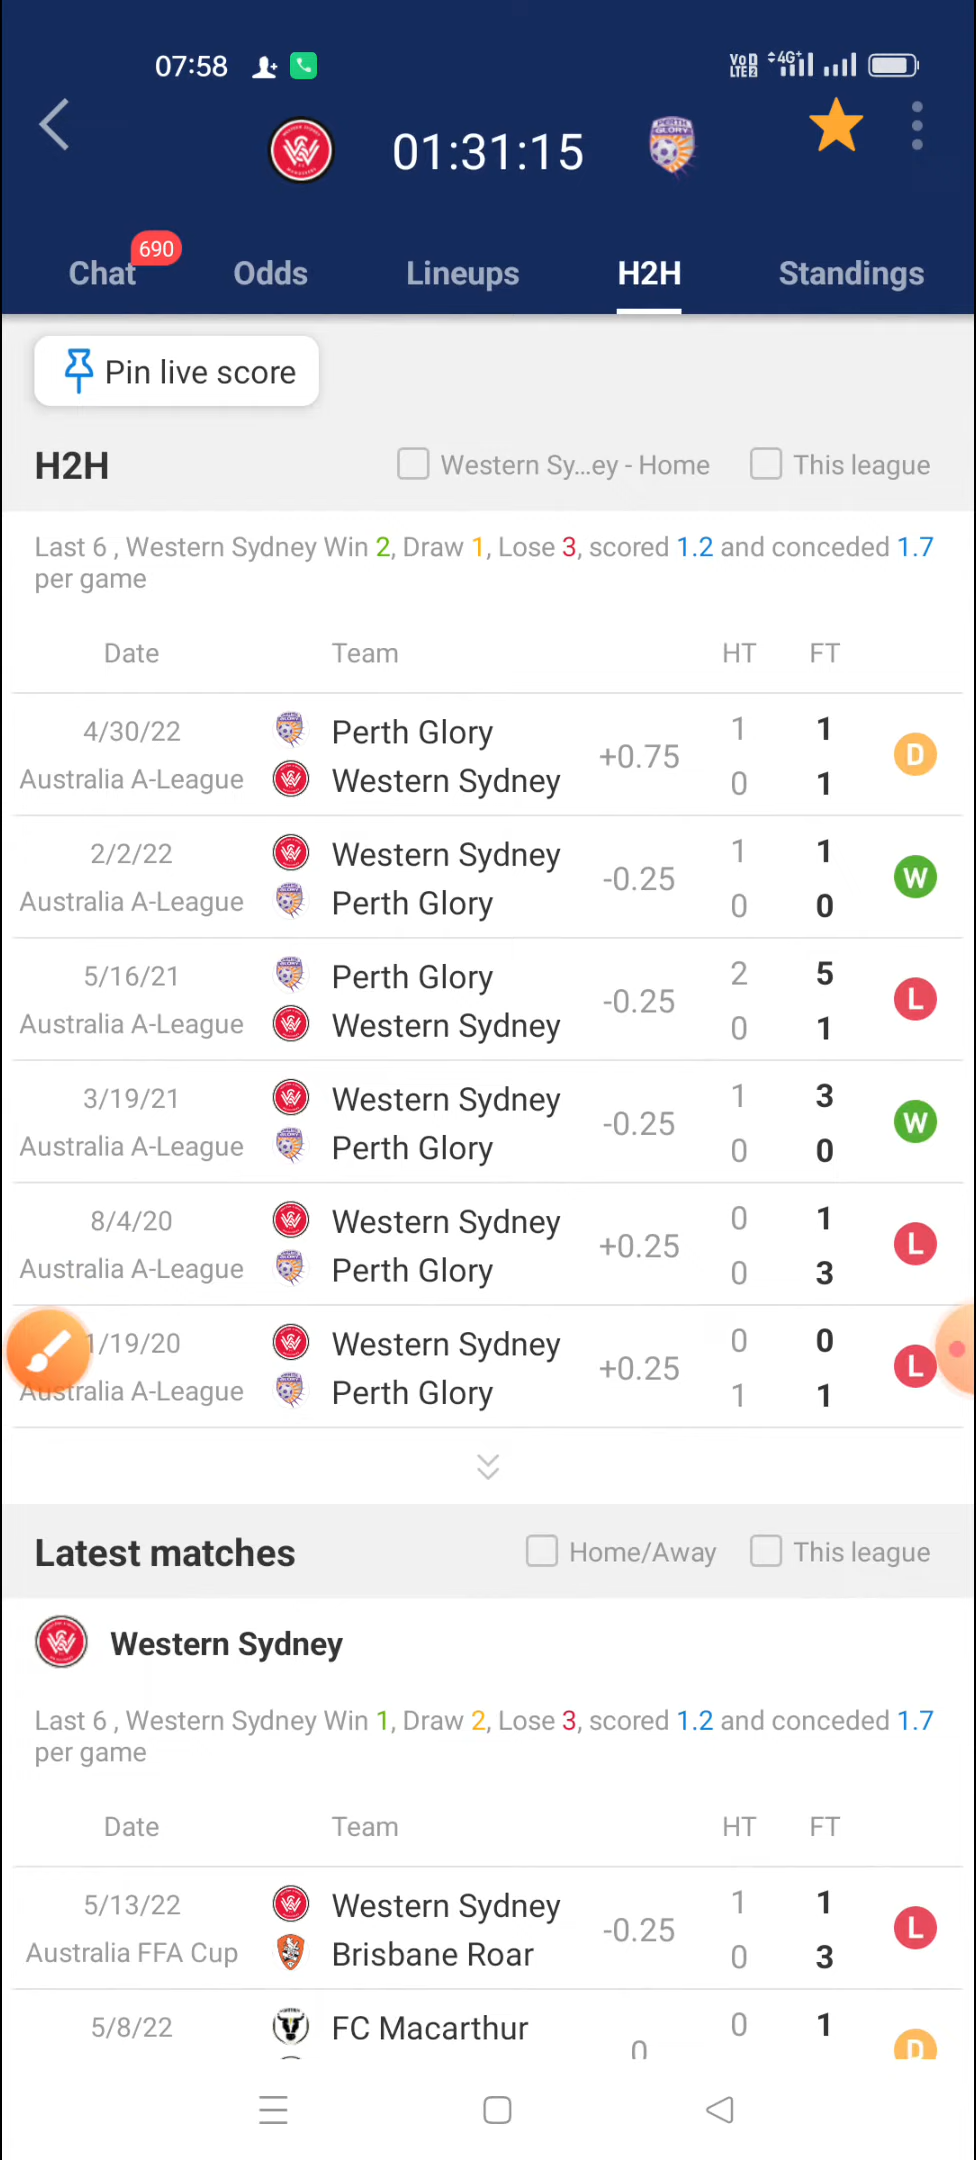 07:58
VoD LTE2 4G+
01:31:15
Chat 690 Odds Lineups H2H Standings
Pin live score
H2H Western Sy...ey - Home This league
Last 6 , Western Sydney Win 2, Draw 1, Lose 3, scored 1.2 and conceded 1.7
per game
Date Team HT FT
4/30/22 Perth Glory 1 1
+0.75 D
Australia A-League Western Sydney 0 1
2/2/22 Western Sydney 1 1
-0.25 W
Australia A-League Perth Glory 0 0
5/16/21 Perth Glory 2 5
-0.25 L
Australia A-League Western Sydney 0 1
3/19/21 Western Sydney 1 3
-0.25 W
Australia A-League Perth Glory 0 0
8/4/20 Western Sydney 0 1
+0.25 L
Australia A-League Perth Glory 0 3
1/19/20 Western Sydney 0 0
+0.25 L
Australia A-League Perth Glory 1 1
Latest matches Home/Away This league
Western Sydney
Last 6 , Western Sydney Win 1, Draw 2, Lose 3, scored 1.2 and conceded 1.7
per game
Date Team HT FT
5/13/22 Western Sydney 1 1
-0.25 L
Australia FFA Cup Brisbane Roar 0 3
5/8/22 FC Macarthur 0 1
0 D